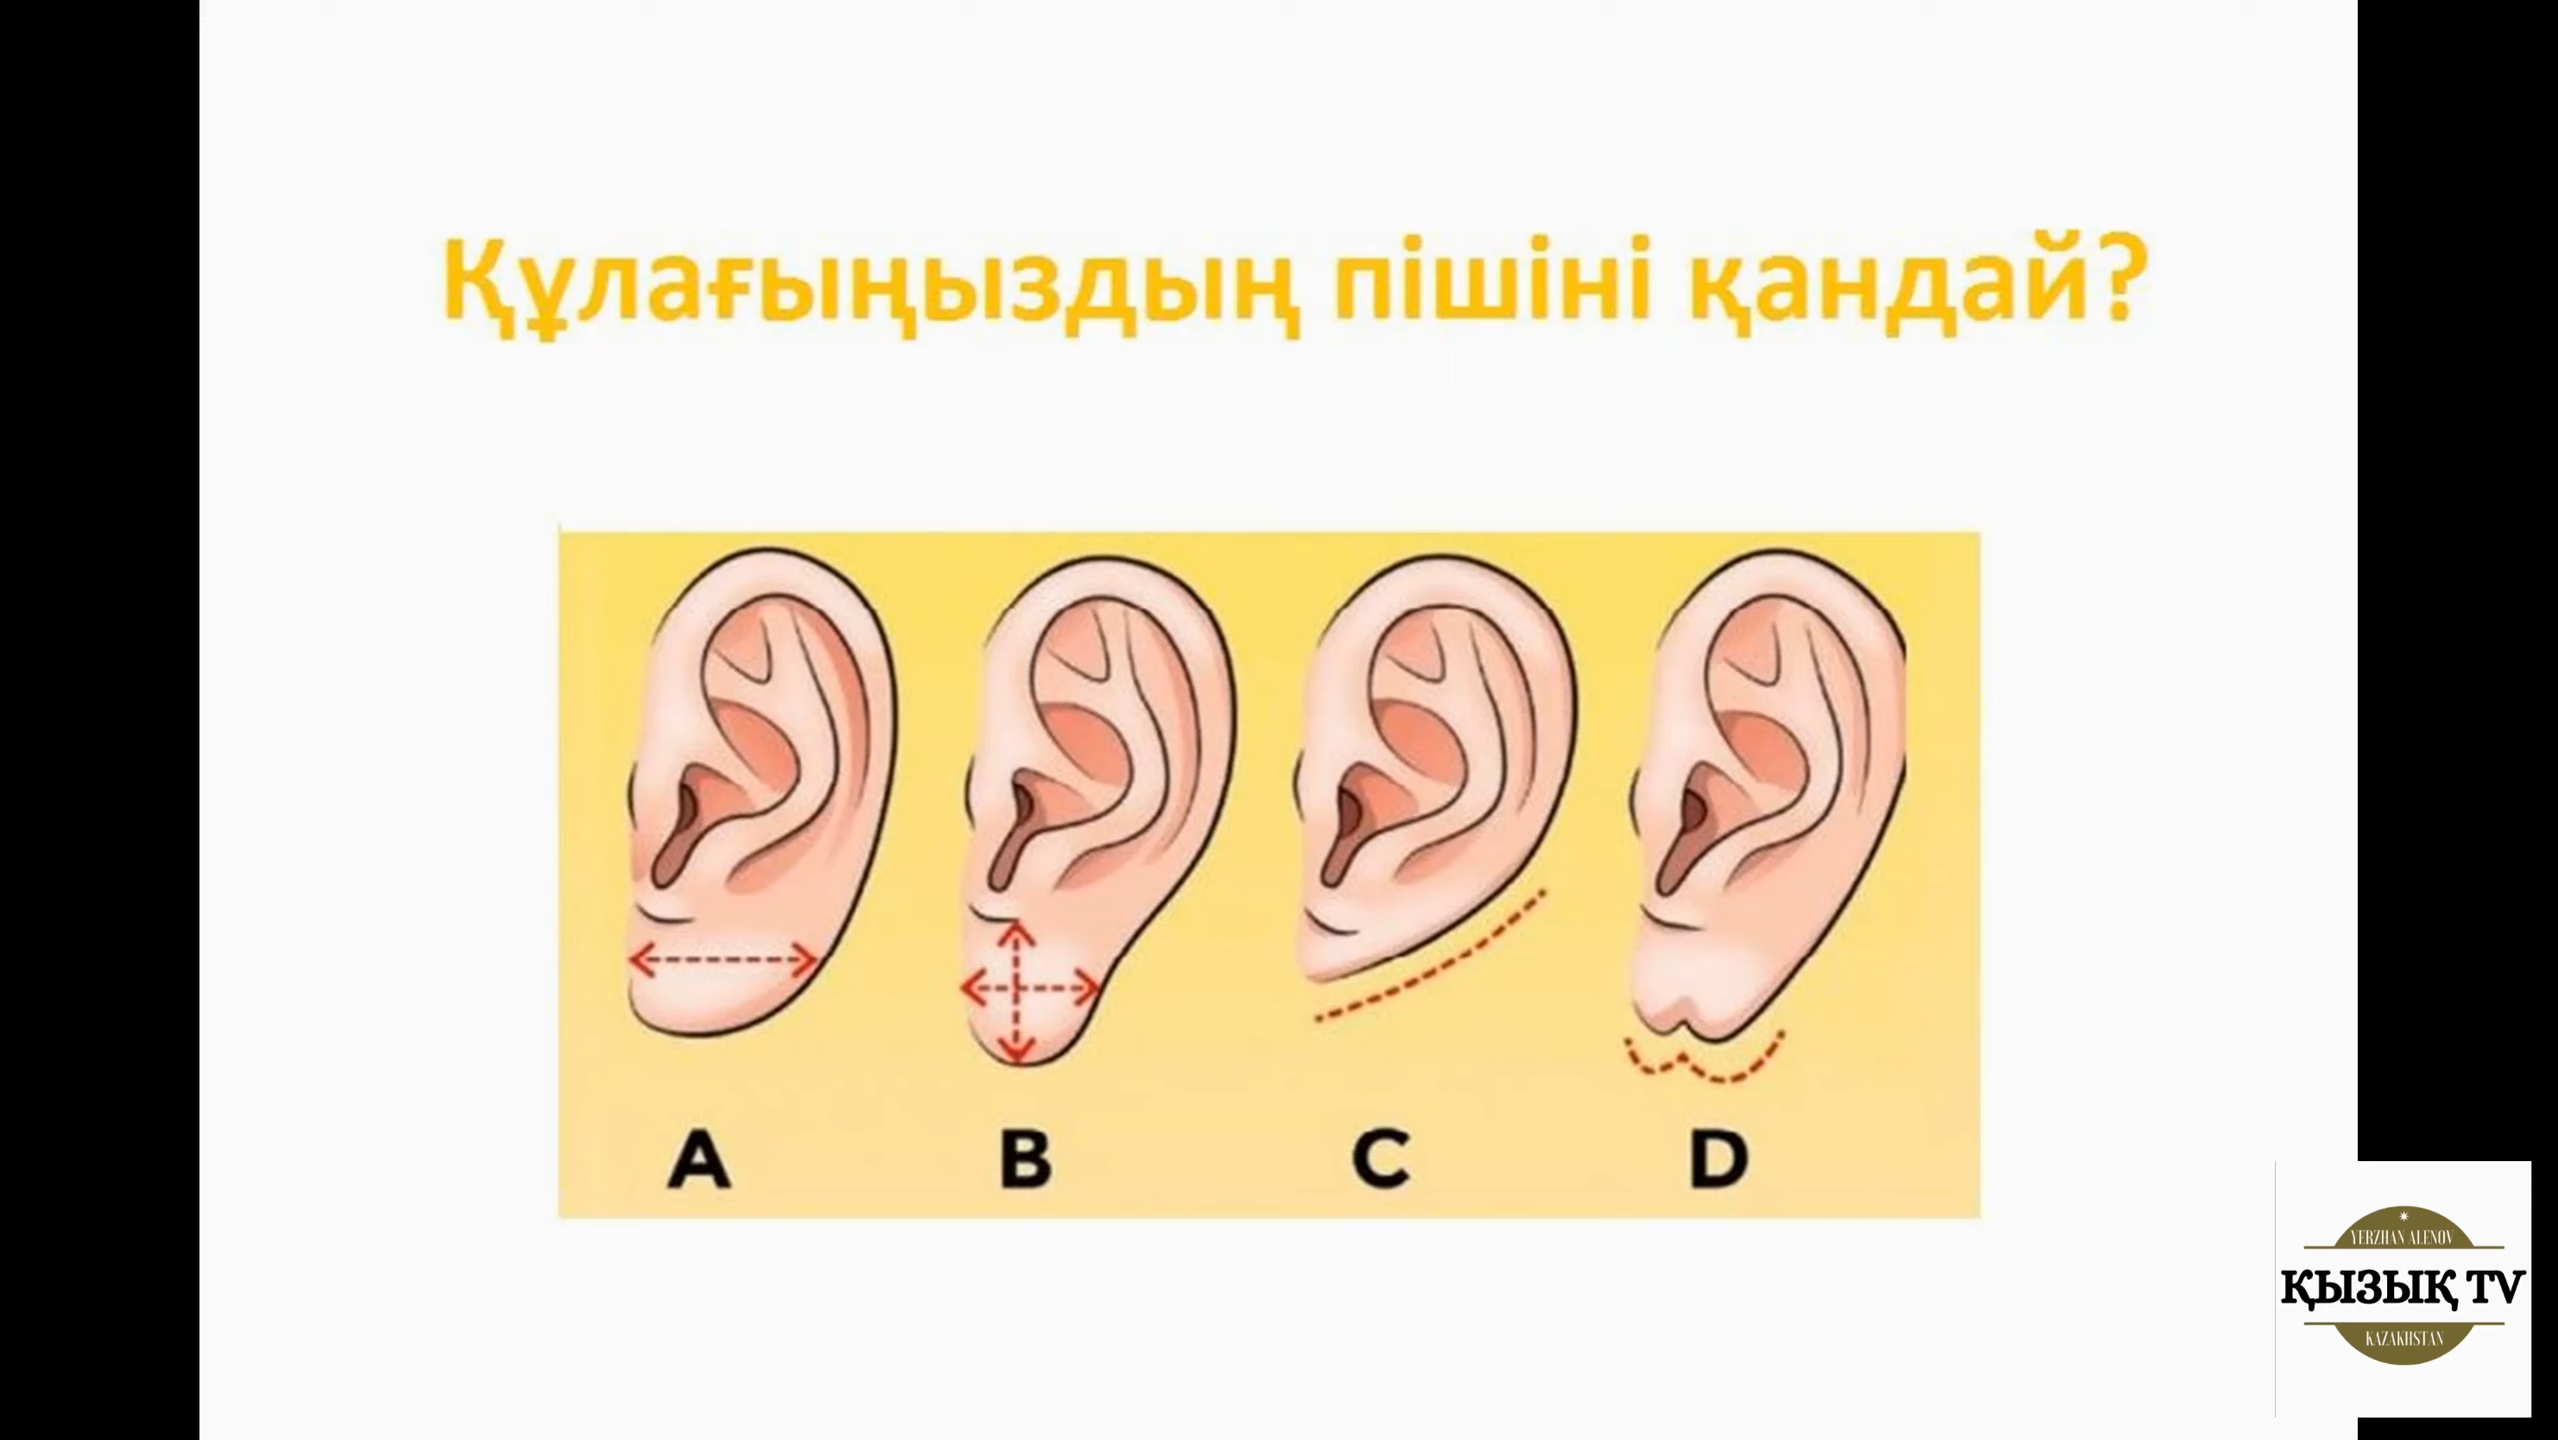 Құлағыңыздың пішіні қандай?
A B C D
YERZHAN ALENOV
ҚЫЗЫҚ TV
KAZAKHSTAN